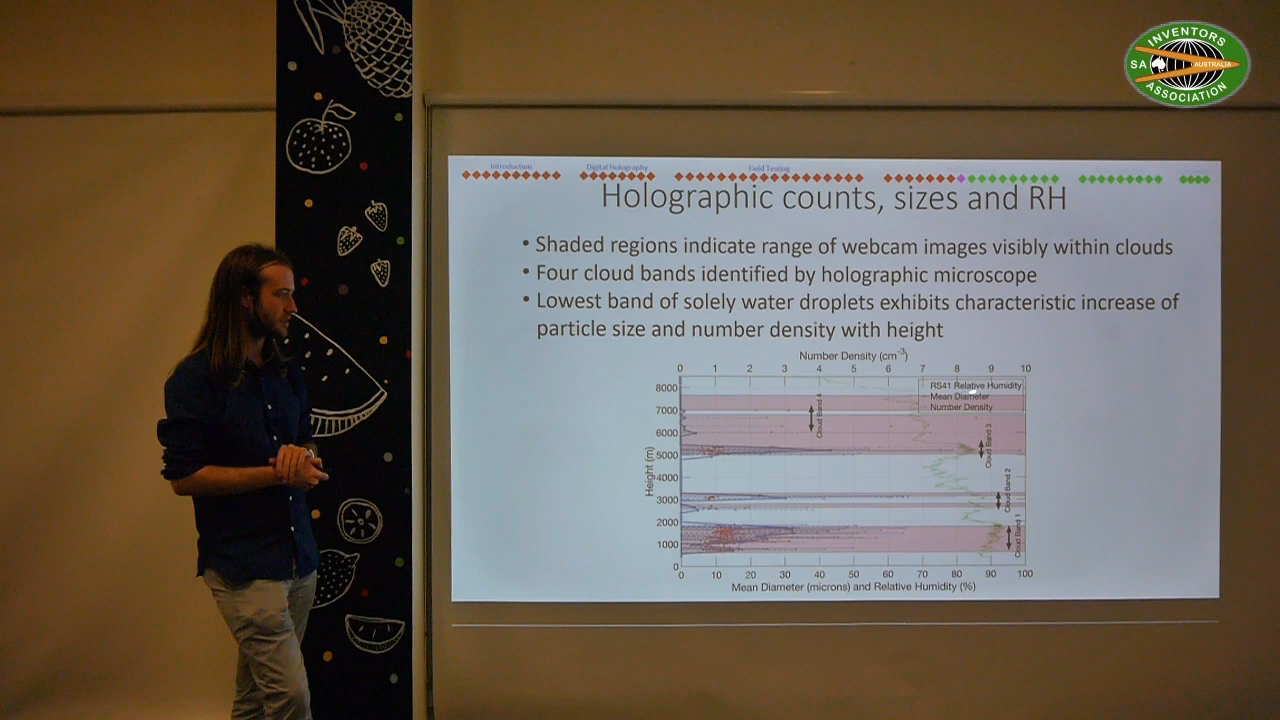 INVENTORS
SA AUSTRALIA
ASSOCIATION
Introduction Digital Holography Field Testing
Holographic counts, sizes and RH
• Shaded regions indicate range of webcam images visibly within clouds
• Four cloud bands identified by holographic microscope
• Lowest band of solely water droplets exhibits characteristic increase of
particle size and number density with height
Number Density (cm⁻³)
0 1 2 3 4 5 6 7 8 9 10
RS41 Relative Humidity
Mean Diameter
Number Density
8000
7000
6000
5000
4000
3000
2000
1000
0
Height (m)
Cloud Band 4
Cloud Band 3
Cloud Band 2
Cloud Band 1
0 10 20 30 40 50 60 70 80 90 100
Mean Diameter (microns) and Relative Humidity (%)